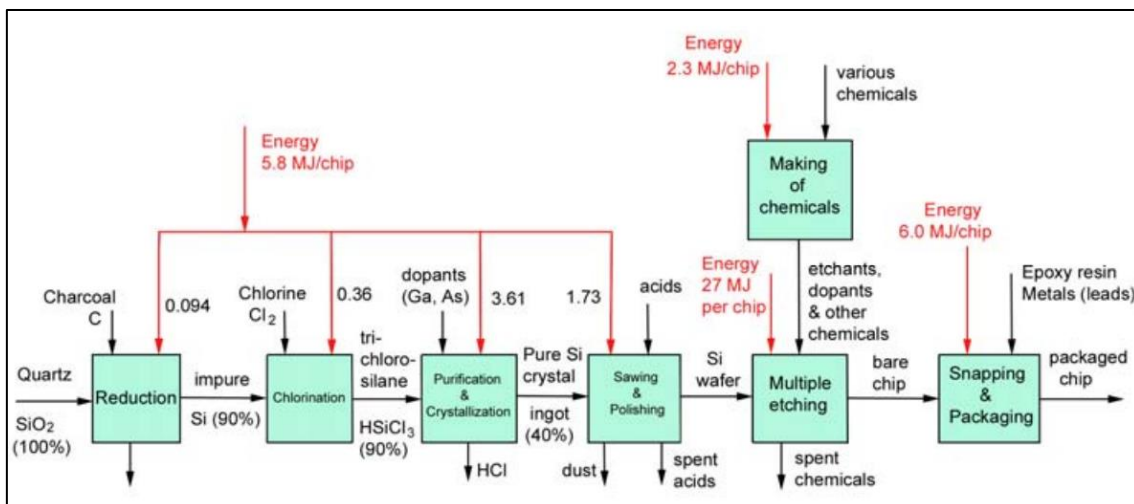 Energy
2.3 MJ/chip
various
chemicals
Energy
5.8 MJ/chip
Making
of
chemicals
Energy
6.0 MJ/chip
Charcoal
C
0.094
Chlorine
Cl2
0.36
dopants
(Ga, As)
3.61
1.73
acids
Energy
27 MJ
per chip
etchants,
dopants
& other
chemicals
Epoxy resin
Metals (leads)
Quartz
SiO2
(100%)
Reduction
impure
Si (90%)
Chlorination
tri-
chloro-
silane
HSiCl3
(90%)
Purification
&
Crystallization
Pure Si
crystal
ingot
(40%)
Sawing
&
Polishing
Si
wafer
Multiple
etching
bare
chip
Snapping
&
Packaging
packaged
chip
HCl
dust
spent
acids
spent
chemicals